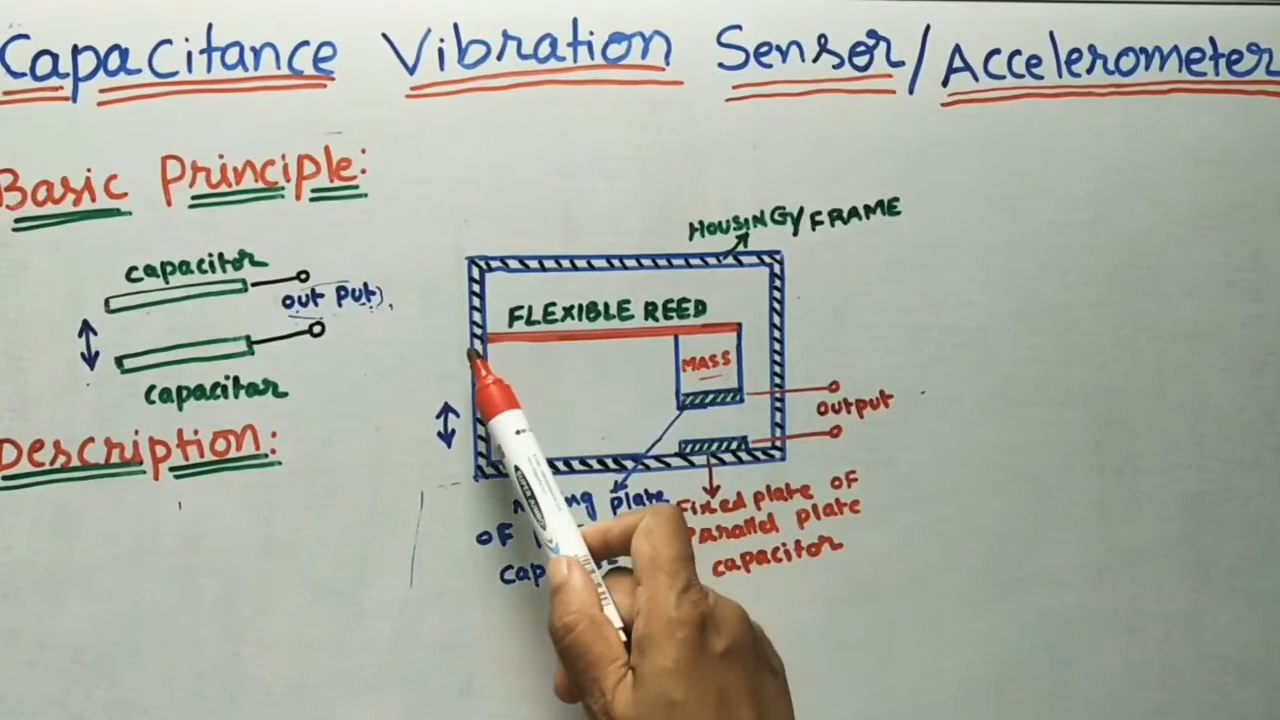 Capacitance Vibration Sensor/Accelerometer
Basic Principle:
capacitor
out put
capacitor
Description:
HOUSING/FRAME
FLEXIBLE REED
MASS
output
plate
OF
Fixed plate OF
Parallel plate
capacitor
SUPER